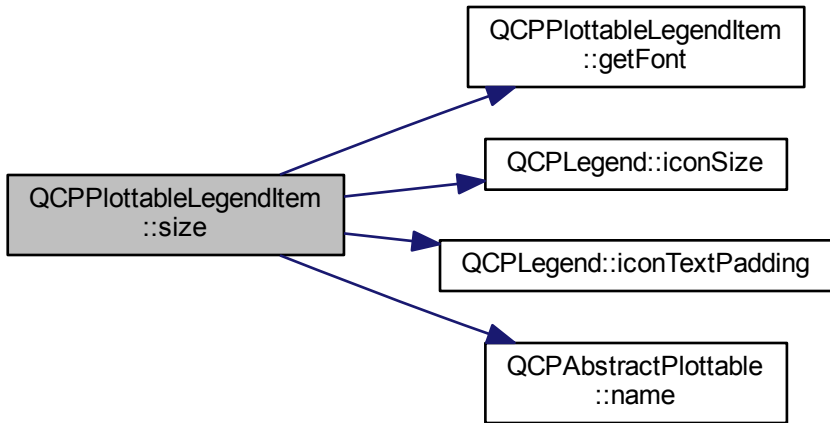 QCPPlottableLegendItem
::getFont
QCPLegend::iconSize
QCPPlottableLegendItem
::size
QCPLegend::iconTextPadding
QCPAbstractPlottable
::name